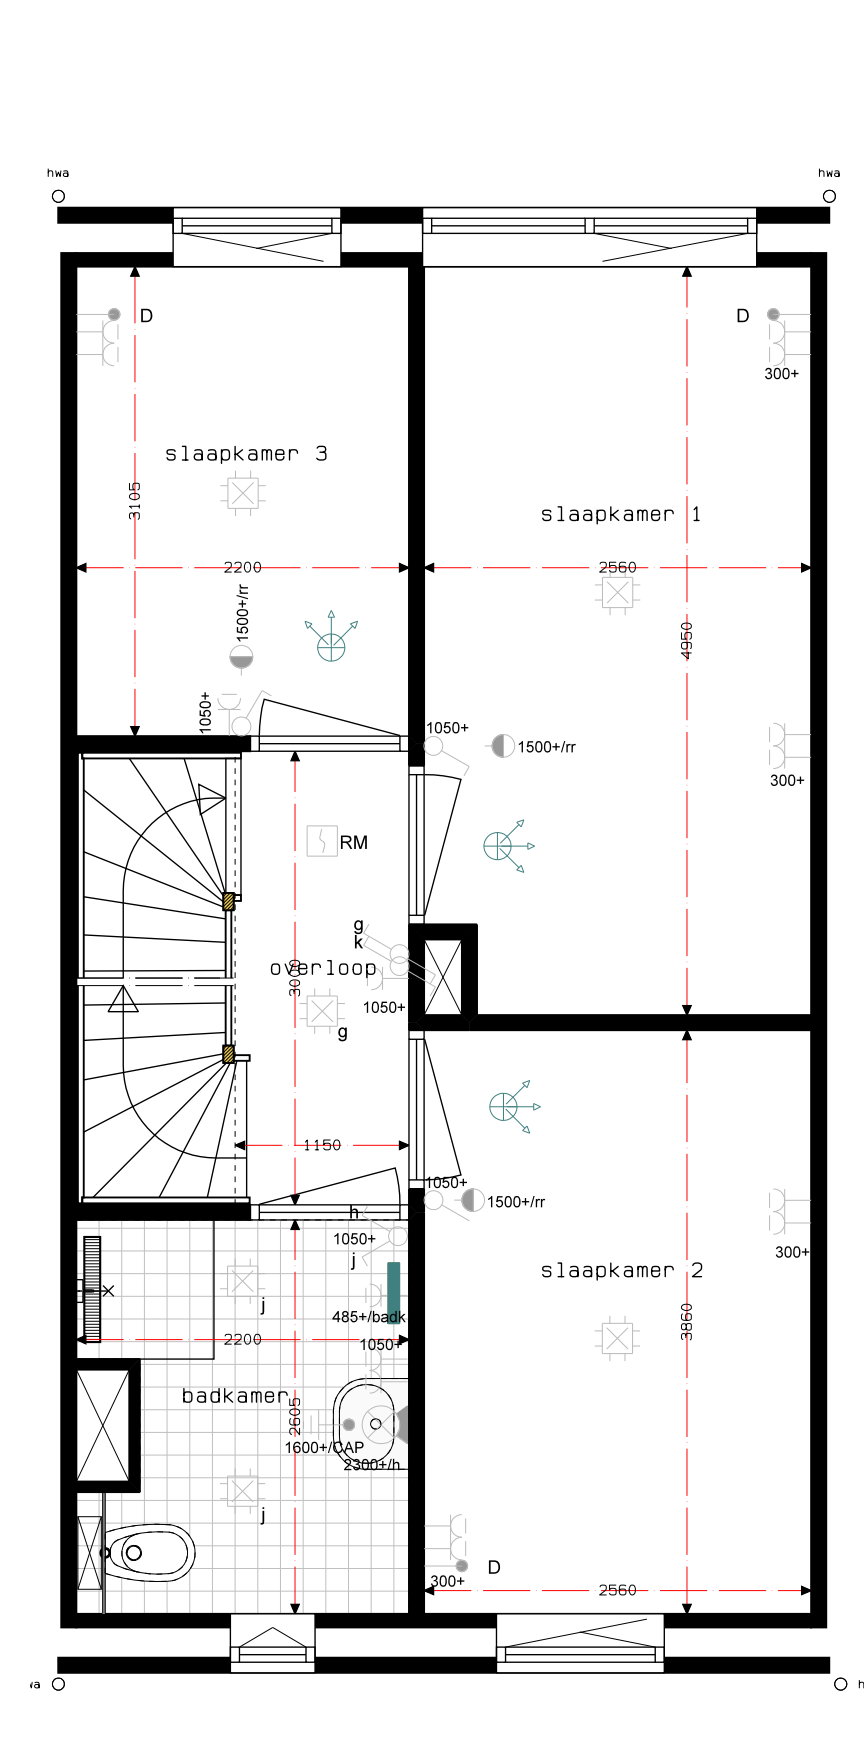 hwa
hwa
D
D
300+
slaapkamer 3
3105
slaapkamer 1
2200
2560
1500+/rr
4950
1050+
1050+
1500+/rr
300+
RM
g
k
overloop
3000
1050+
g
1150
1050+
1500+/rr
h
1050+
j
300+
slaapkamer 2
j
485+/badk
3860
2200
1050+
badkamer
2605
1600+/CAP
2300+/h
j
D
300+
2560
wa
h